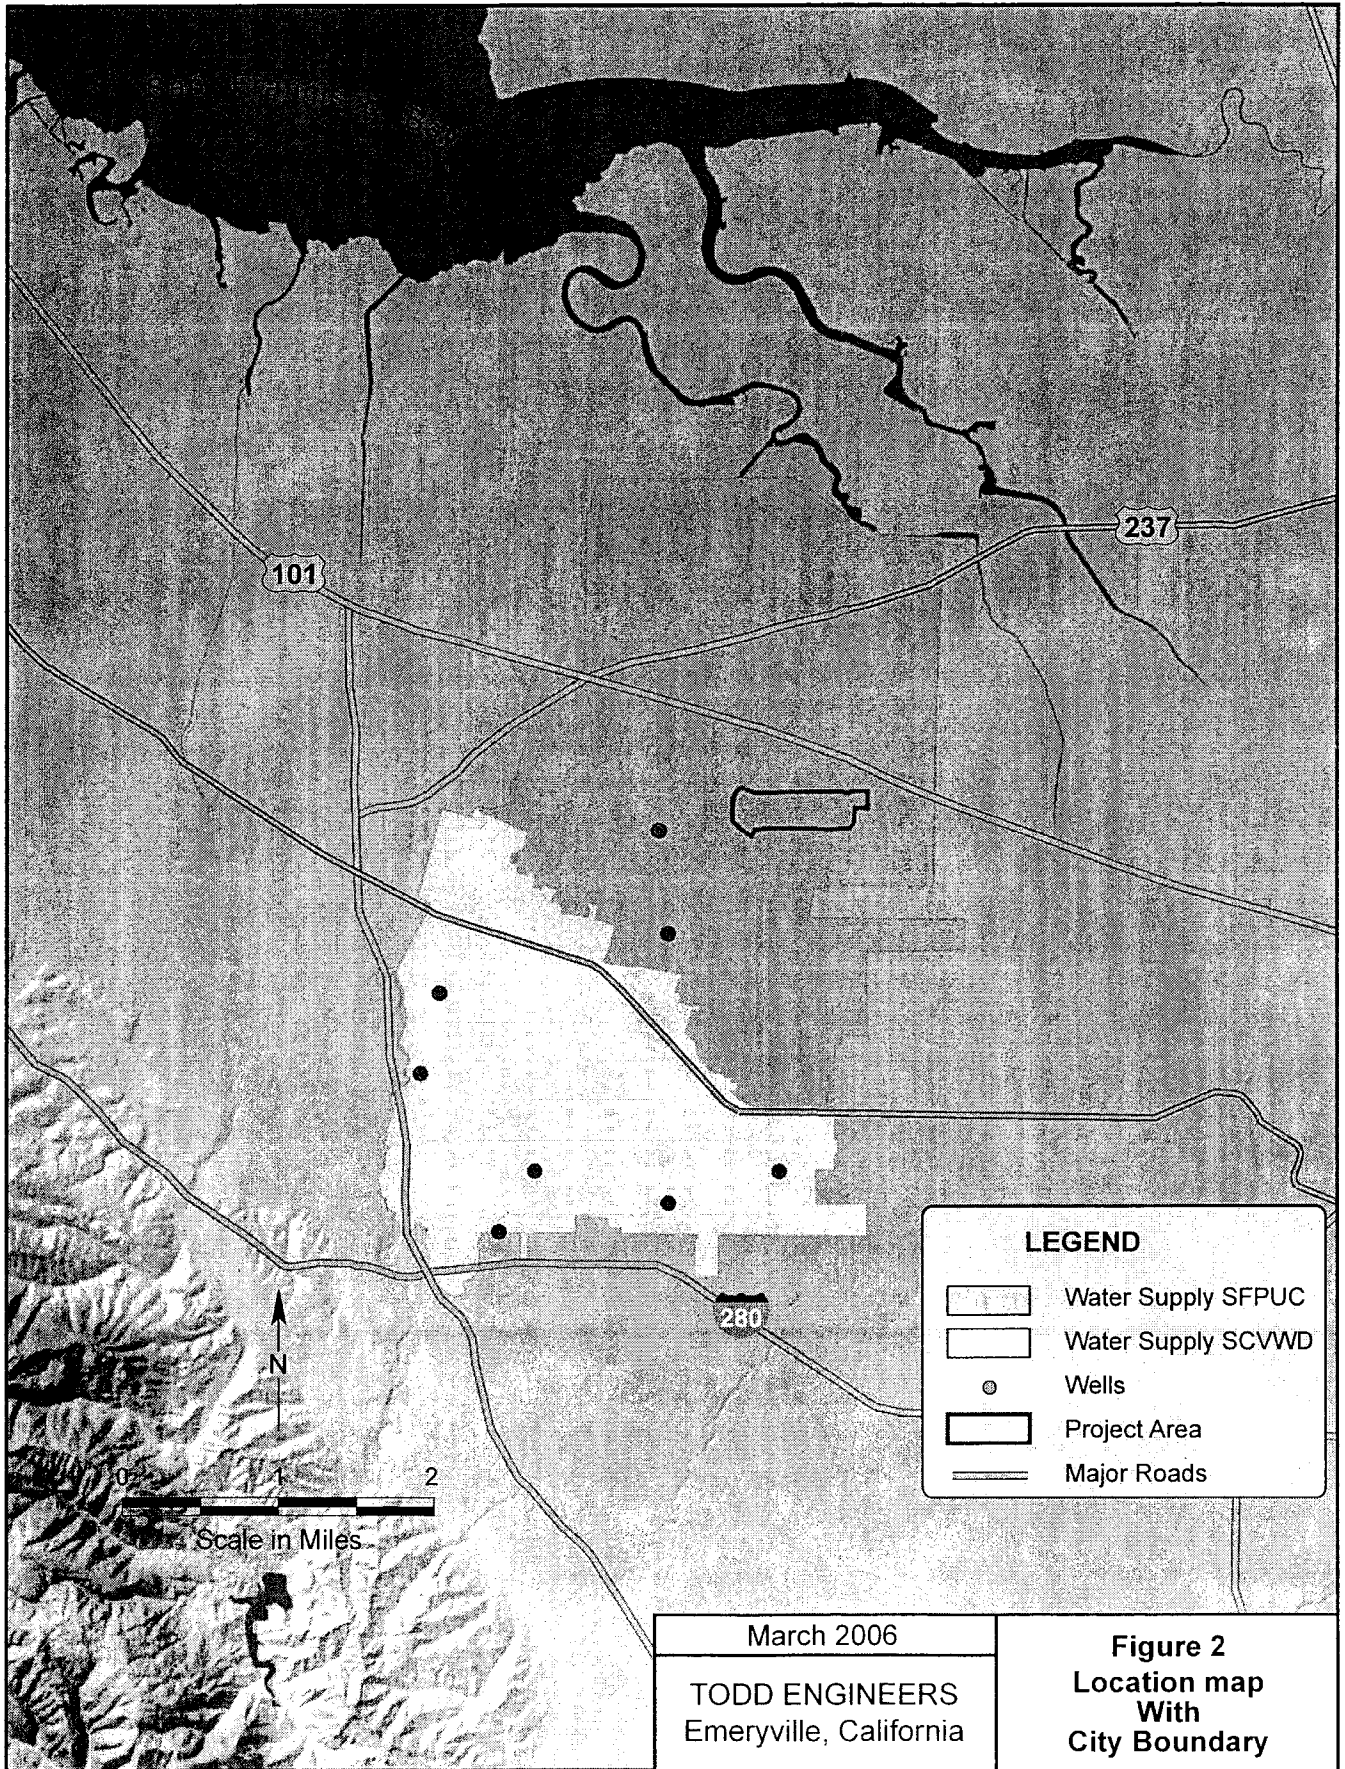 237
101
280
LEGEND
Water Supply SFPUC
Water Supply SCVWD
Wells
Project Area
Major Roads
N
0 1 2
Scale in Miles
March 2006
TODD ENGINEERS
Emeryville, California
Figure 2
Location map
With
City Boundary